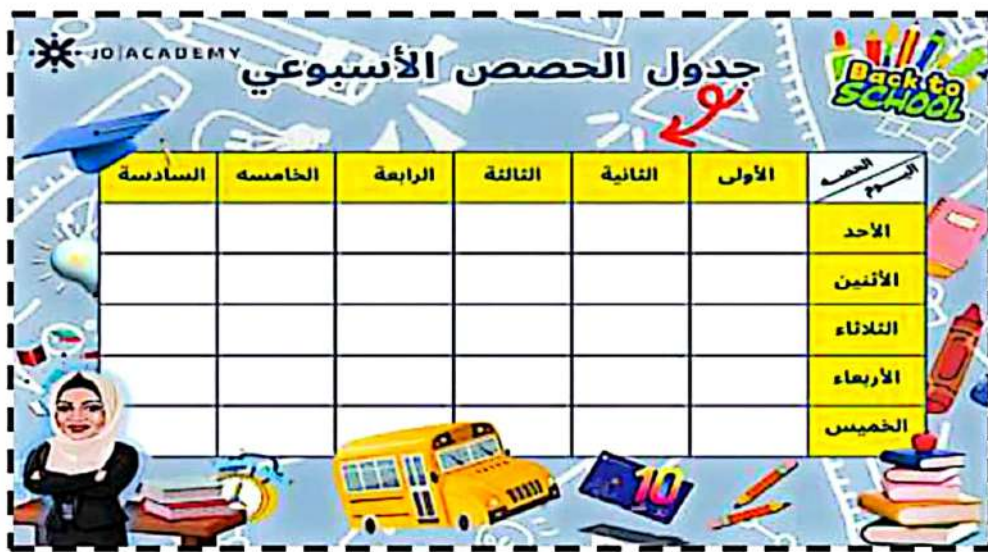 JO ACADEMY
جدول الحصص الأسبوعي
Back to
SCHOOL
الحصه
اليوم
الأولى الثانية الثالثة الرابعة الخامسه السادسة
الأحد
الأثنين
الثلاثاء
الأربعاء
الخميس
10